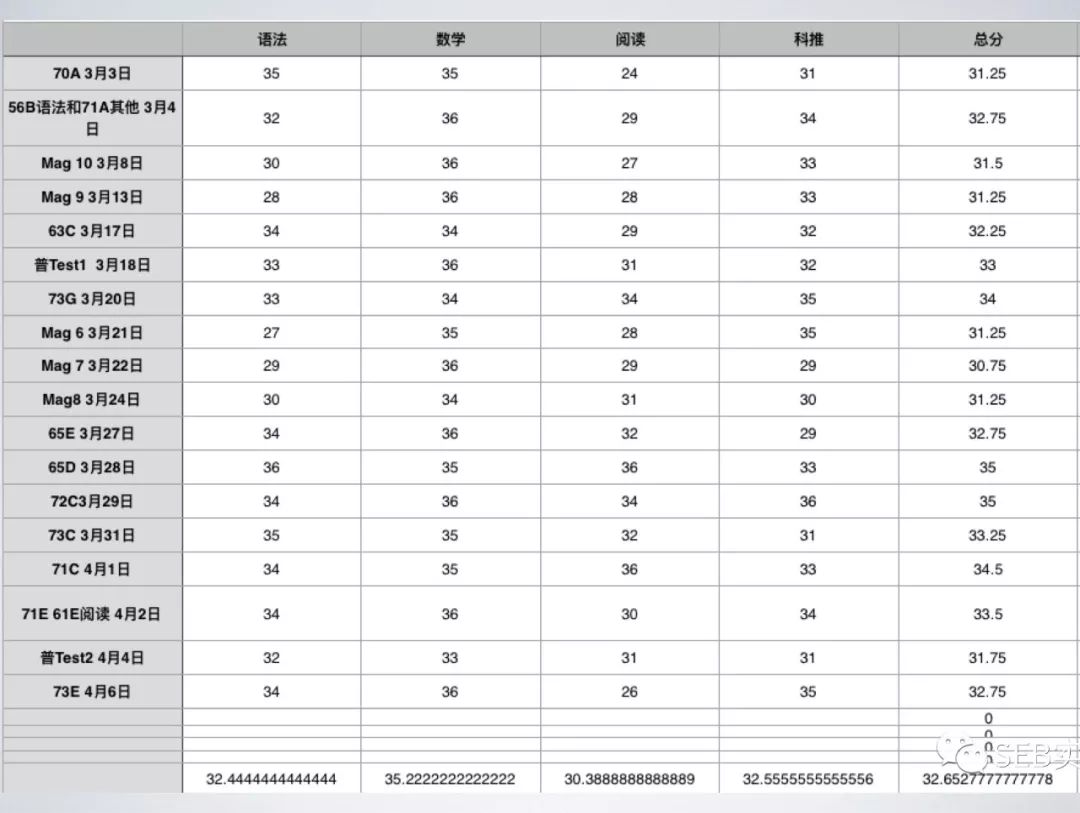 语法 数学 阅读 科推 总分
70A 3月3日 35 35 24 31 31.25
56B语法和71A其他 3月4
日 32 36 29 34 32.75
Mag 10 3月8日 30 36 27 33 31.5
Mag 9 3月13日 28 36 28 33 31.25
63C 3月17日 34 34 29 32 32.25
普Test1 3月18日 33 36 31 32 33
73G 3月20日 33 34 34 35 34
Mag 6 3月21日 27 35 28 35 31.25
Mag 7 3月22日 29 36 29 29 30.75
Mag8 3月24日 30 34 31 30 31.25
65E 3月27日 34 36 32 29 32.75
65D 3月28日 36 35 36 33 35
72C3月29日 34 36 34 36 35
73C 3月31日 35 35 32 31 33.25
71C 4月1日 34 35 36 33 34.5
71E 61E阅读 4月2日 34 36 30 34 33.5
普Test2 4月4日 32 33 31 31 31.75
73E 4月6日 34 36 26 35 32.75
0
0
0
0
SEB实
32.4444444444444 35.22222222222222 30.3888888888889 32.5555555555556 32.6527777777778